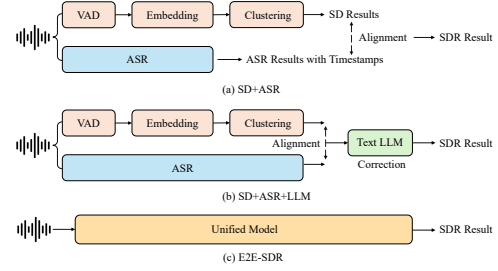 VAD Embedding Clustering SD Results
Alignment SDR Result
ASR ASR Results with Timestamps
(a) SD+ASR
VAD Embedding Clustering
Alignment Text LLM SDR Result
ASR Correction
(b) SD+ASR+LLM
Unified Model SDR Result
(c) E2E-SDR